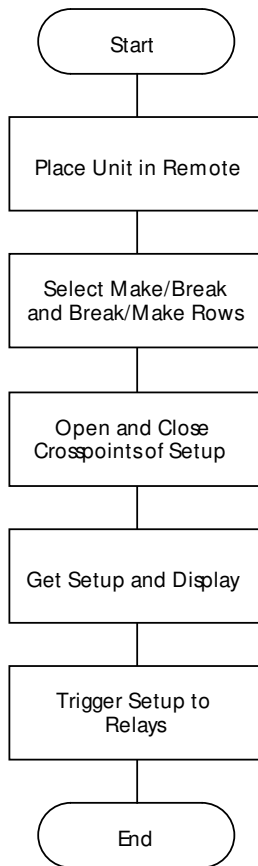 Start
Place Unit in Remote
Select Make/Break
and Break/Make Rows
Open and Close
Crosspoints of Setup
Get Setup and Display
Trigger Setup to
Relays
End